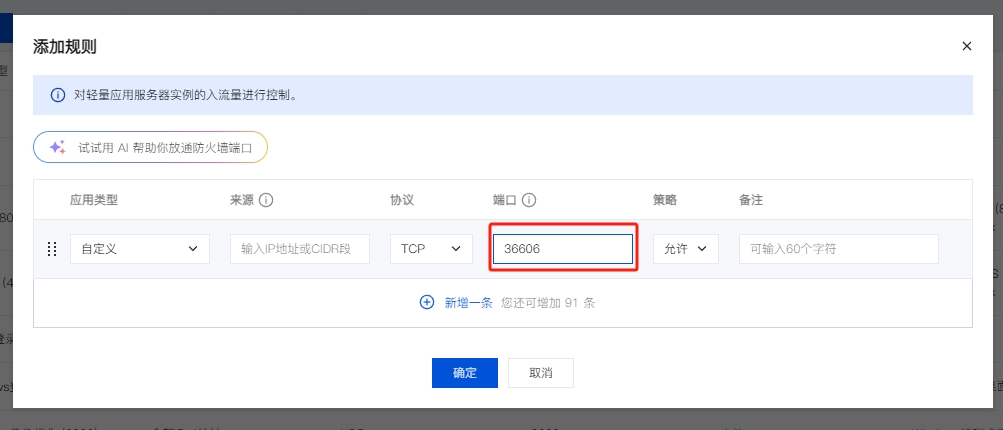 添加规则
对轻量应用服务器实例的入流量进行控制。
试试用 AI 帮助你放通防火墙端口
应用类型 来源 协议 端口 策略 备注
自定义 输入IP地址或CIDR段 TCP 36606 允许 可输入60个字符
新增一条 您还可增加 91 条
确定 取消